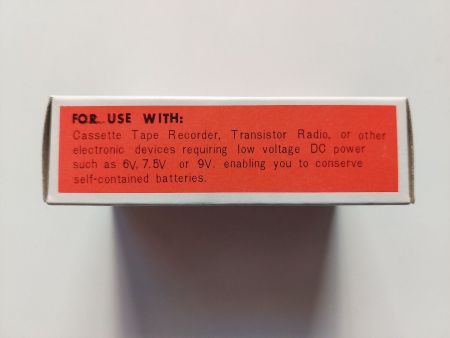 FOR USE WITH:
Cassette Tape Recorder, Transistor Radio, or other
electronic devices requiring low voltage DC power
such as 6V, 7.5V or 9V. enabling you to conserve
self-contained batteries.